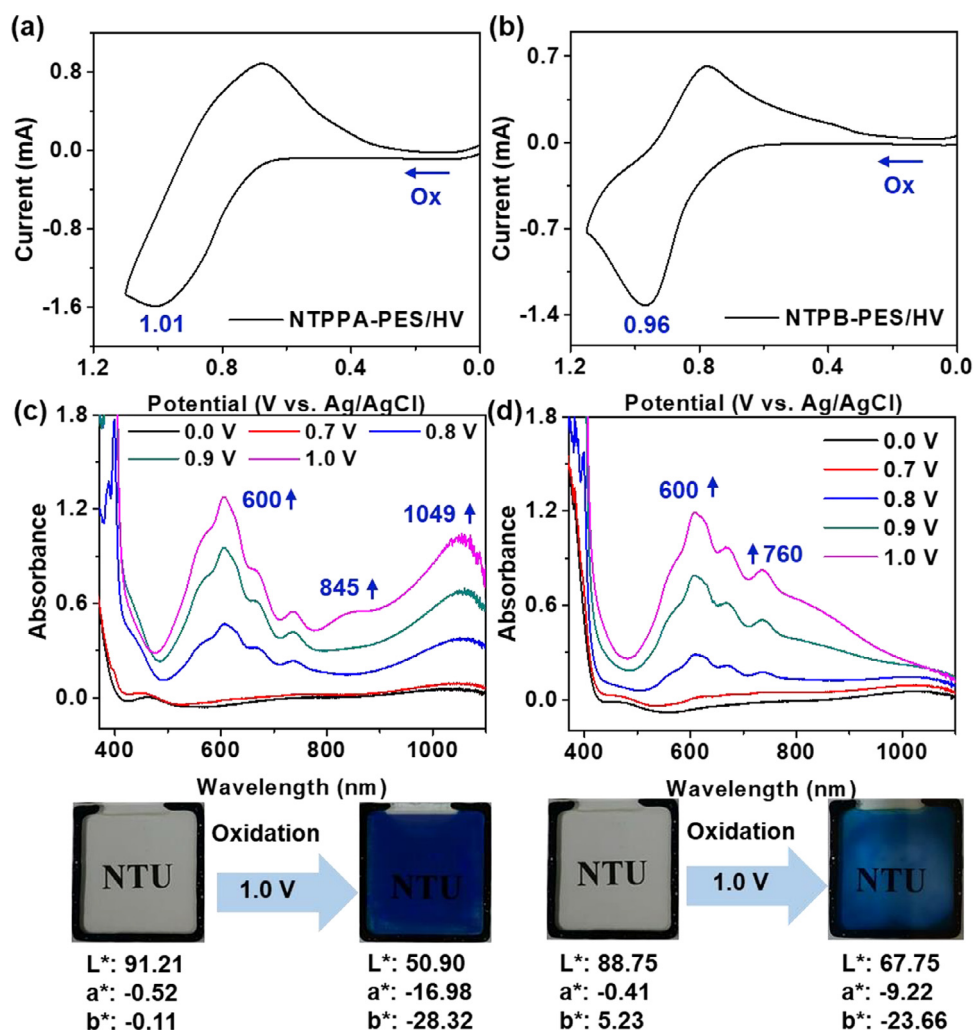 (a)
Current (mA)
0.8
0.0
-0.8
-1.6
Ox
1.01
NTPPA-PES/HV
1.2
0.8
0.4
0.0
Potential (V vs. Ag/AgCl)
(b)
Current (mA)
0.7
0.0
-0.7
-1.4
Ox
0.96
NTPB-PES/HV
1.2
0.8
0.4
0.0
Potential (V vs. Ag/AgCl)
(c)
Absorbance
1.8
1.2
0.6
0.0
0.0 V
0.7 V
0.8 V
0.9 V
1.0 V
600
845
1049
400
600
800
1000
Wavelength (nm)
(d)
Absorbance
1.8
1.2
0.6
0.0
0.0 V
0.7 V
0.8 V
0.9 V
1.0 V
600
760
400
600
800
1000
Wavelength (nm)
NTU
Oxidation
1.0 V
NTU
L*: 91.21
a*: -0.52
b*: -0.11
L*: 50.90
a*: -16.98
b*: -28.32
NTU
Oxidation
1.0 V
NTU
L*: 88.75
a*: -0.41
b*: 5.23
L*: 67.75
a*: -9.22
b*: -23.66